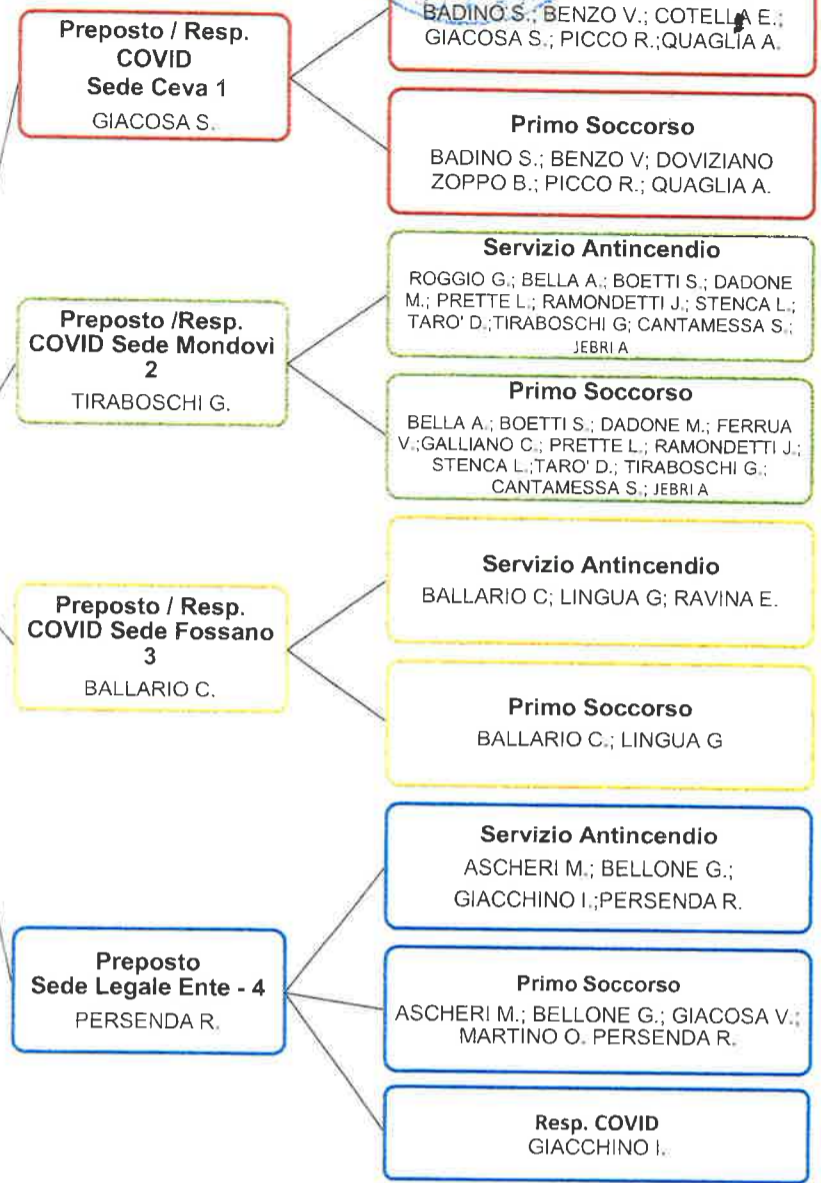 Preposto / Resp.
COVID
Sede Ceva 1
GIACOSA S.
BADINO S.; BENZO V.; COTELLA E.;
GIACOSA S.; PICCO R.;QUAGLIA A.
Primo Soccorso
BADINO S.; BENZO V; DOVIZIANO
ZOPPO B.; PICCO R.; QUAGLIA A.
Preposto /Resp.
COVID Sede Mondovì
2
TIRABOSCHI G.
Servizio Antincendio
ROGGIO G.; BELLA A.; BOETTI S.; DADONE
M.; PRETTE L.; RAMONDETTI J.; STENCA L.;
TARO' D.;TIRABOSCHI G; CANTAMESSA S.;
JEBRI A
Primo Soccorso
BELLA A.; BOETTI S.; DADONE M.; FERRUA
V.;GALLIANO C.; PRETTE L.; RAMONDETTI J.;
STENCA L.;TARO' D.; TIRABOSCHI G.;
CANTAMESSA S.; JEBRI A
Preposto / Resp.
COVID Sede Fossano
3
BALLARIO C.
Servizio Antincendio
BALLARIO C; LINGUA G; RAVINA E.
Primo Soccorso
BALLARIO C.; LINGUA G
Preposto
Sede Legale Ente - 4
PERSENDA R.
Servizio Antincendio
ASCHERI M.; BELLONE G.;
GIACCHINO I.;PERSENDA R.
Primo Soccorso
ASCHERI M.; BELLONE G.; GIACOSA V.;
MARTINO O. PERSENDA R.
Resp. COVID
GIACCHINO I.